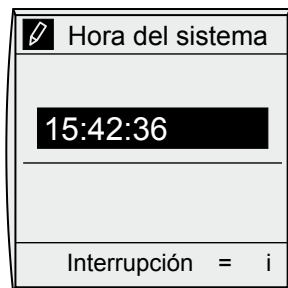 Hora del sistema
15:42:36
Interrupción = i